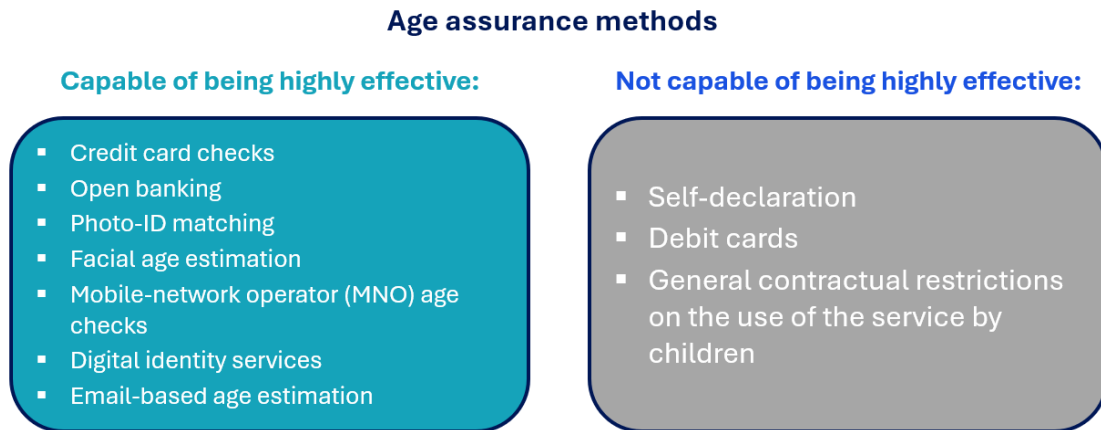 Age assurance methods
Capable of being highly effective:
▪ Credit card checks
▪ Open banking
▪ Photo-ID matching
▪ Facial age estimation
▪ Mobile-network operator (MNO) age
checks
▪ Digital identity services
▪ Email-based age estimation
Not capable of being highly effective:
▪ Self-declaration
▪ Debit cards
▪ General contractual restrictions
on the use of the service by
children